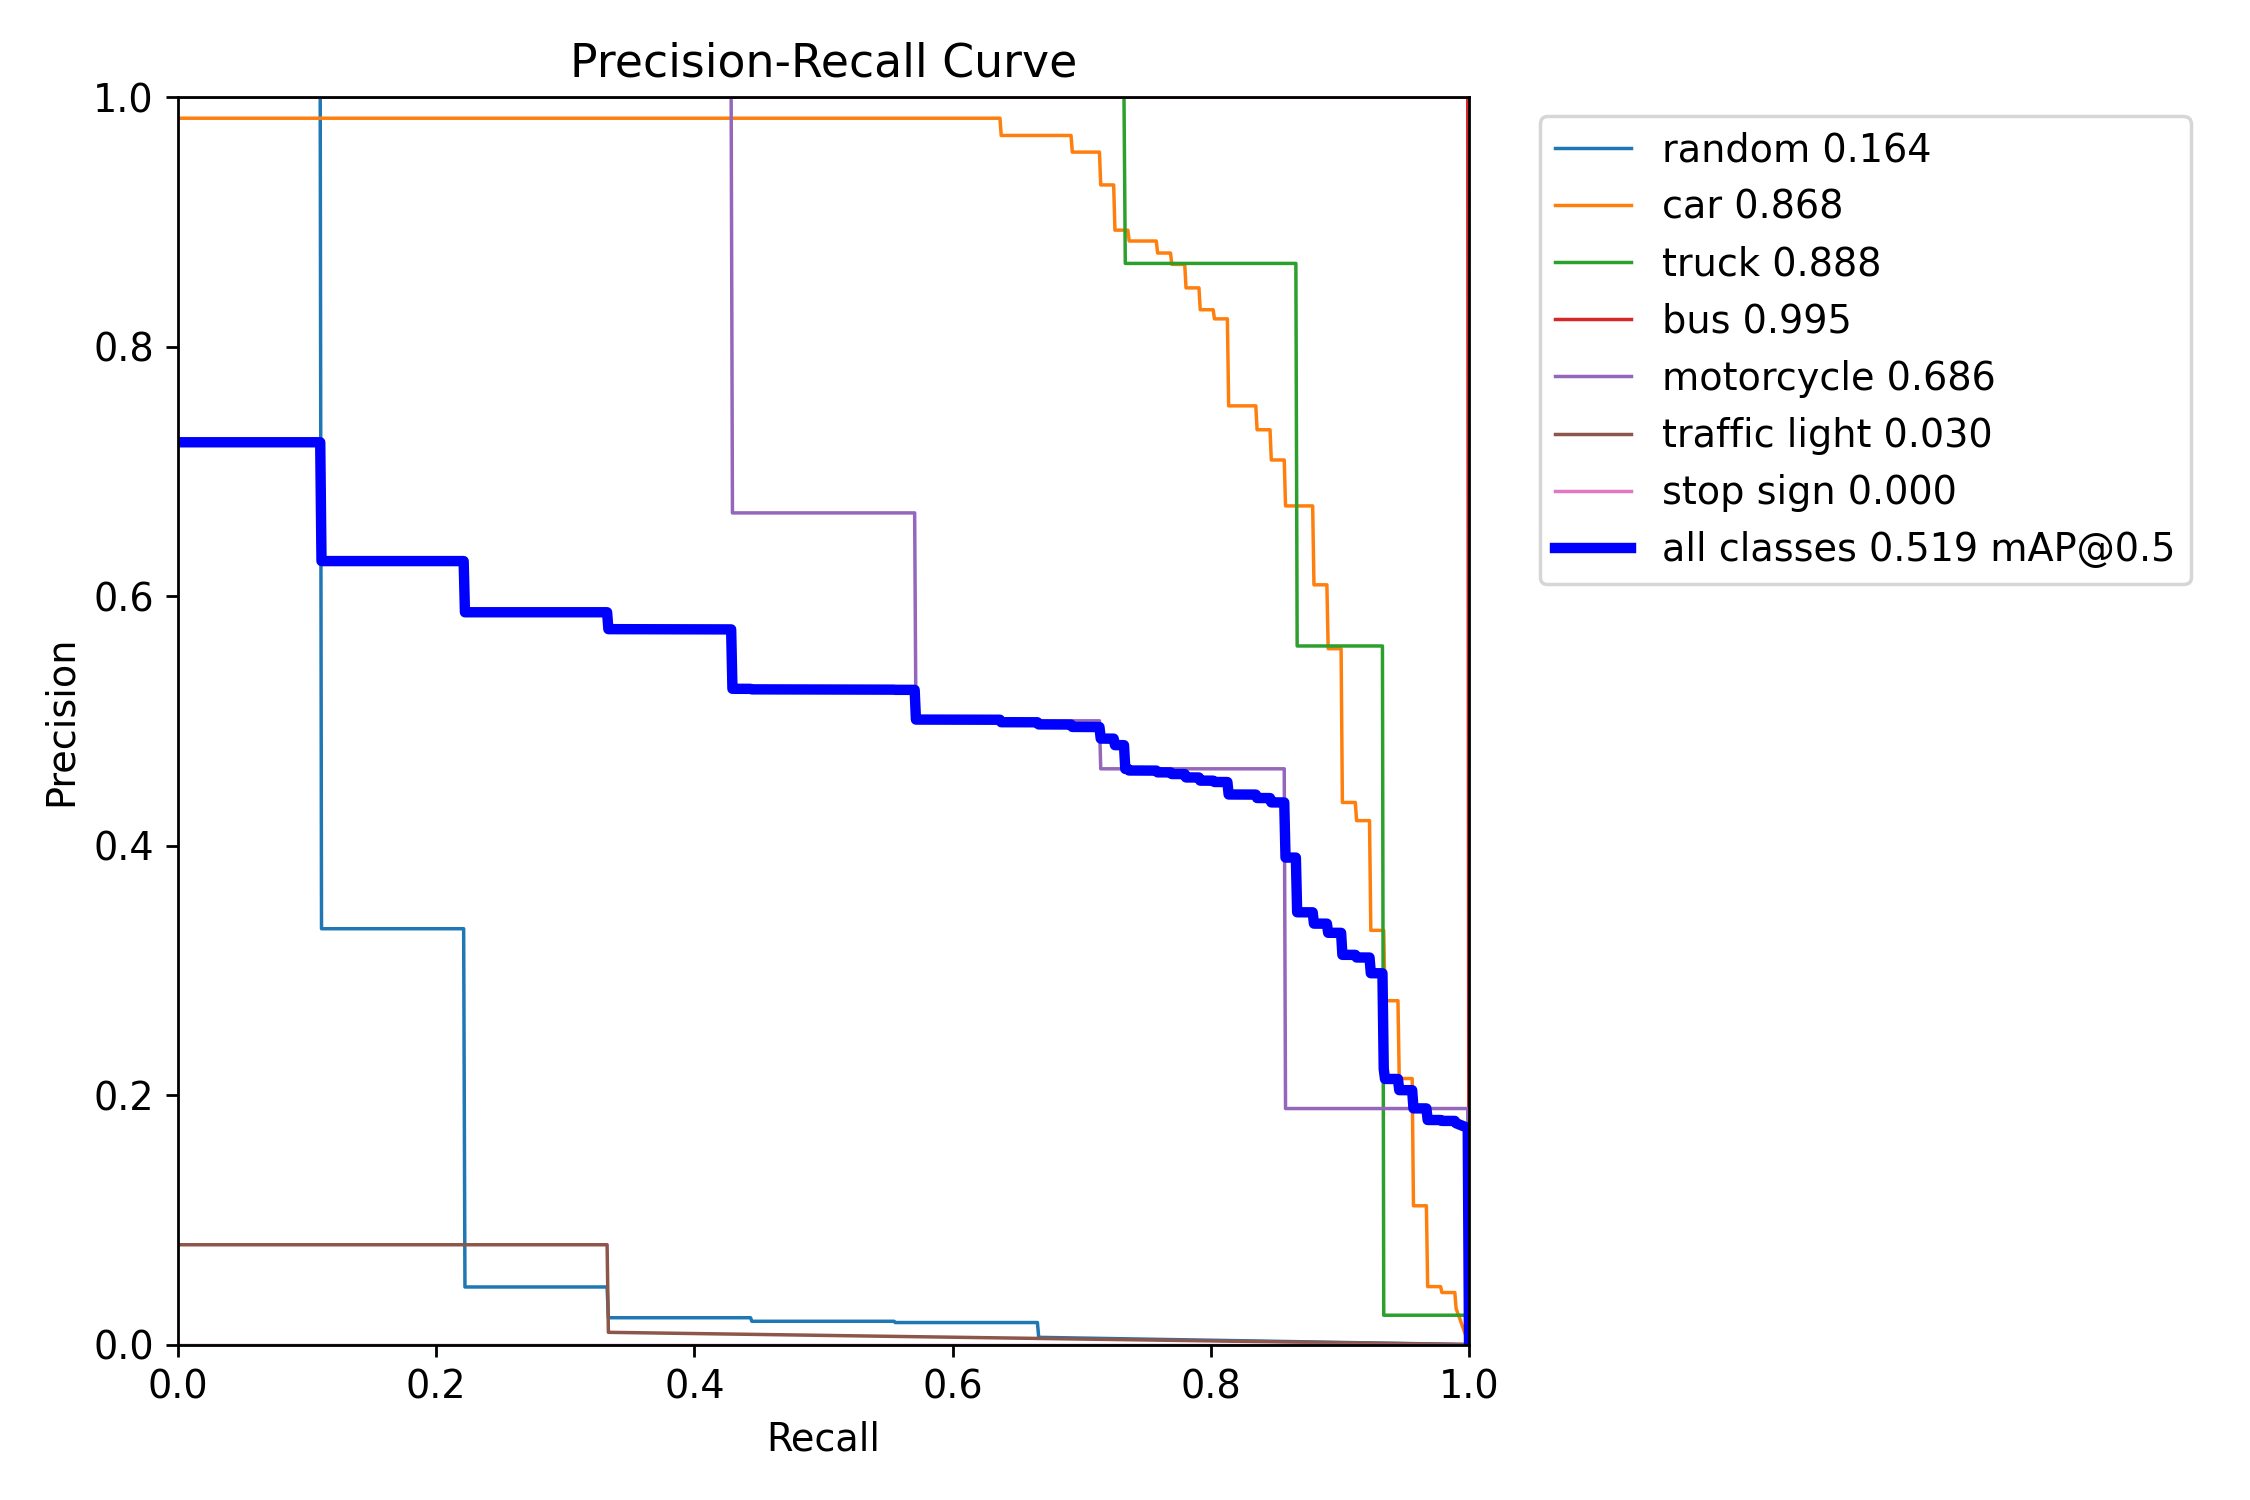 Precision-Recall Curve
1.0
0.8
0.6
0.4
0.2
0.0
Precision
0.0 0.2 0.4 0.6 0.8 1.0
Recall
random 0.164
car 0.868
truck 0.888
bus 0.995
motorcycle 0.686
traffic light 0.030
stop sign 0.000
all classes 0.519 mAP@0.5